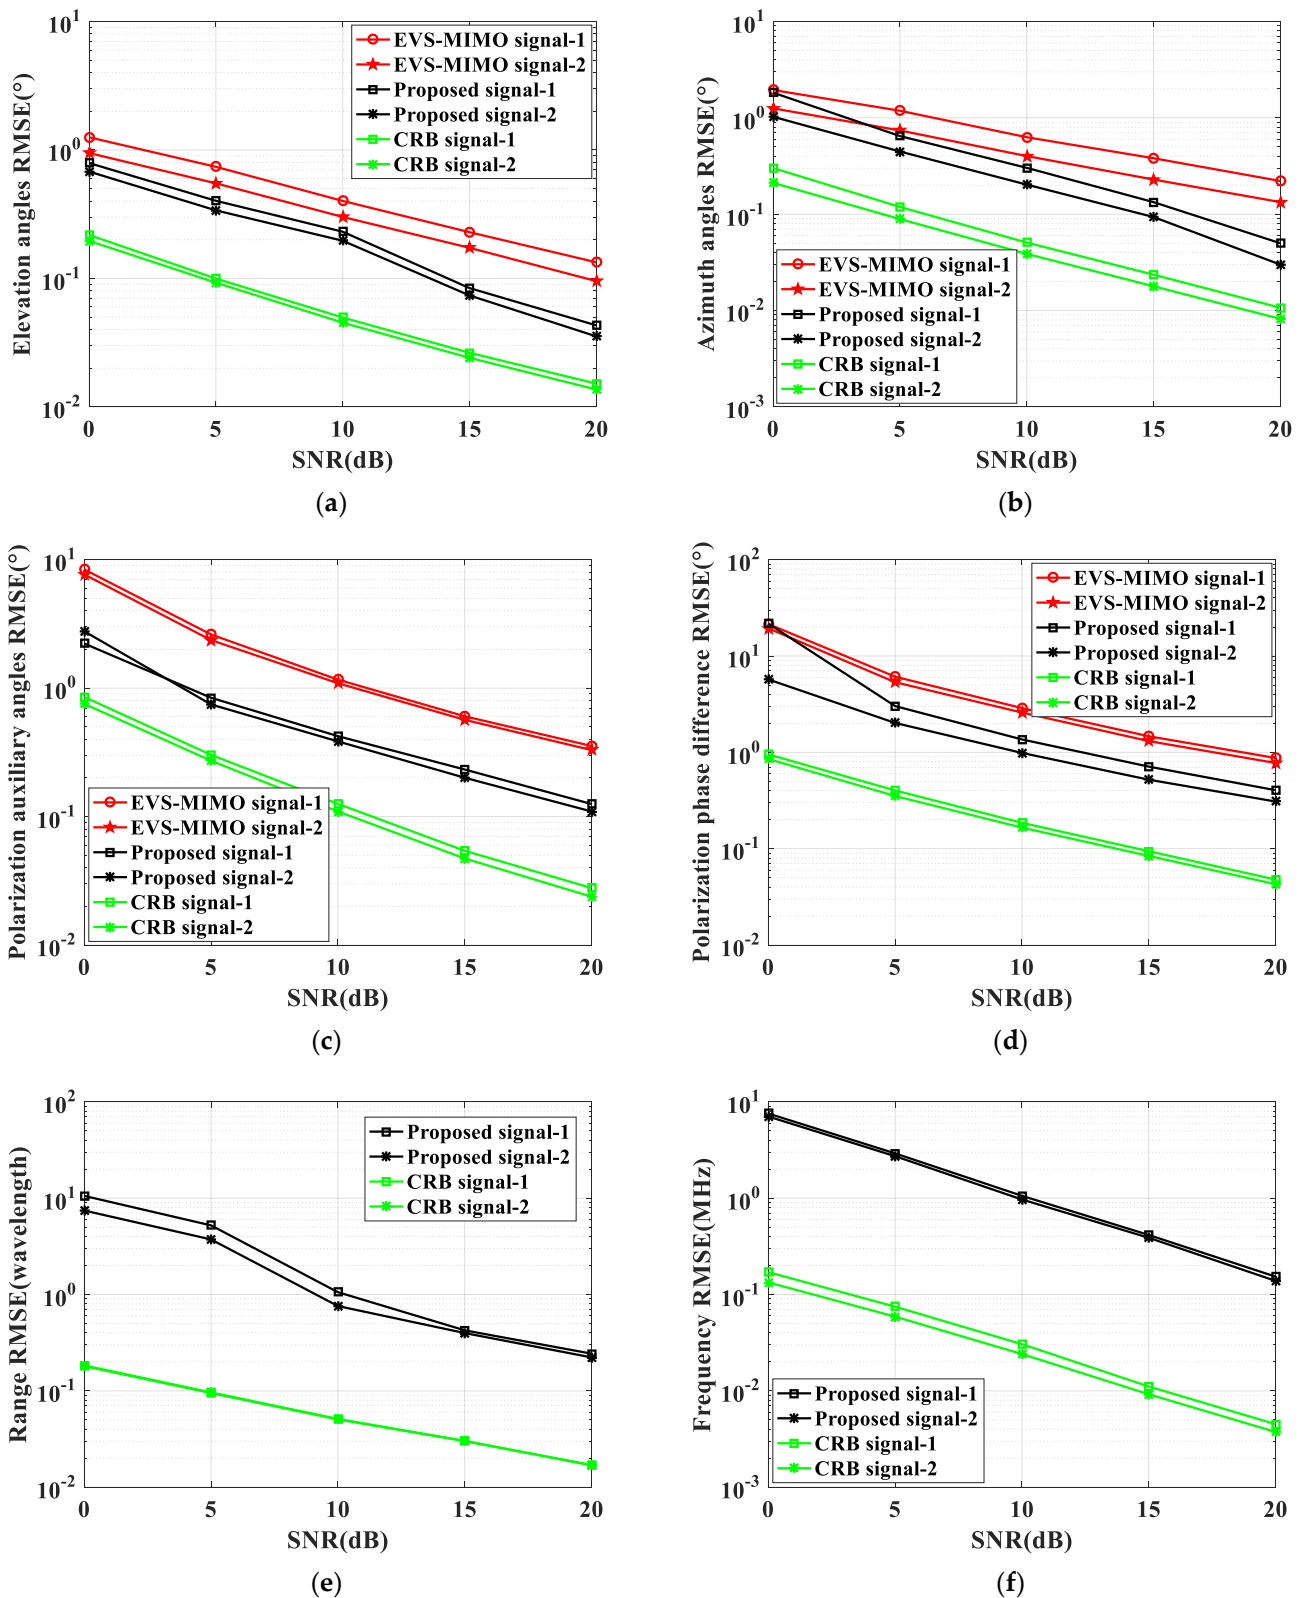 Elevation angles RMSE(°)
10^1
10^0
10^-1
10^-2
EVS-MIMO signal-1
EVS-MIMO signal-2
Proposed signal-1
Proposed signal-2
CRB signal-1
CRB signal-2
0 5 10 15 20
SNR(dB)
(a)
Azimuth angles RMSE(°)
10^1
10^0
10^-1
10^-2
10^-3
EVS-MIMO signal-1
EVS-MIMO signal-2
Proposed signal-1
Proposed signal-2
CRB signal-1
CRB signal-2
0 5 10 15 20
SNR(dB)
(b)
Polarization auxiliary angles RMSE(°)
10^1
10^0
10^-1
10^-2
EVS-MIMO signal-1
EVS-MIMO signal-2
Proposed signal-1
Proposed signal-2
CRB signal-1
CRB signal-2
0 5 10 15 20
SNR(dB)
(c)
Polarization phase difference RMSE(°)
10^2
10^1
10^0
10^-1
10^-2
EVS-MIMO signal-1
EVS-MIMO signal-2
Proposed signal-1
Proposed signal-2
CRB signal-1
CRB signal-2
0 5 10 15 20
SNR(dB)
(d)
Range RMSE(wavelength)
10^2
10^1
10^0
10^-1
10^-2
Proposed signal-1
Proposed signal-2
CRB signal-1
CRB signal-2
0 5 10 15 20
SNR(dB)
(e)
Frequency RMSE(MHz)
10^1
10^0
10^-1
10^-2
10^-3
Proposed signal-1
Proposed signal-2
CRB signal-1
CRB signal-2
0 5 10 15 20
SNR(dB)
(f)